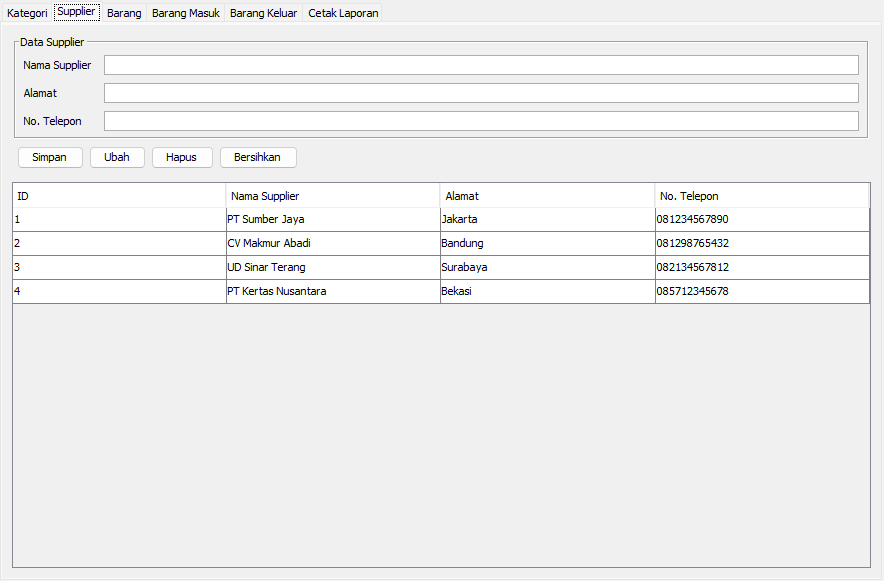 Kategori Supplier Barang Barang Masuk Barang Keluar Cetak Laporan
Data Supplier
Nama Supplier
Alamat
No. Telepon
Simpan Ubah Hapus Bersihkan
ID Nama Supplier Alamat No. Telepon
1 PT Sumber Jaya Jakarta 081234567890
2 CV Makmur Abadi Bandung 081298765432
3 UD Sinar Terang Surabaya 082134567812
4 PT Kertas Nusantara Bekasi 085712345678